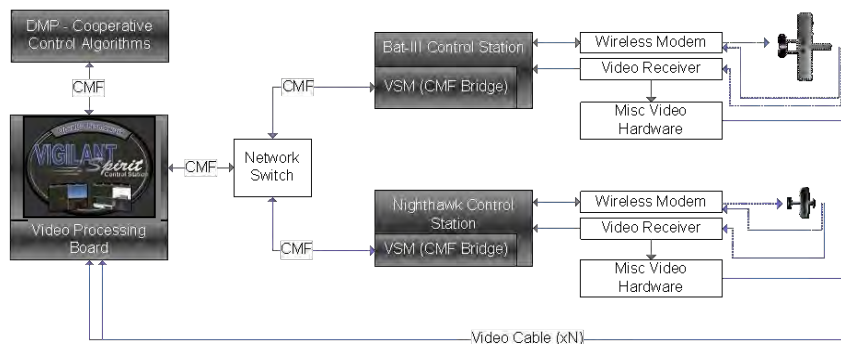 DMP - Cooperative
Control Algorithms
CMF
VIGILANT
Spirit
Control Station
Video Processing
Board
CMF
Network
Switch
CMF
CMF
Bat-III Control Station
VSM (CMF Bridge)
Wireless Modem
Video Receiver
Misc Video
Hardware
Nighthawk Control
Station
VSM (CMF Bridge)
Wireless Modem
Video Receiver
Misc Video
Hardware
Video Cable (xN)